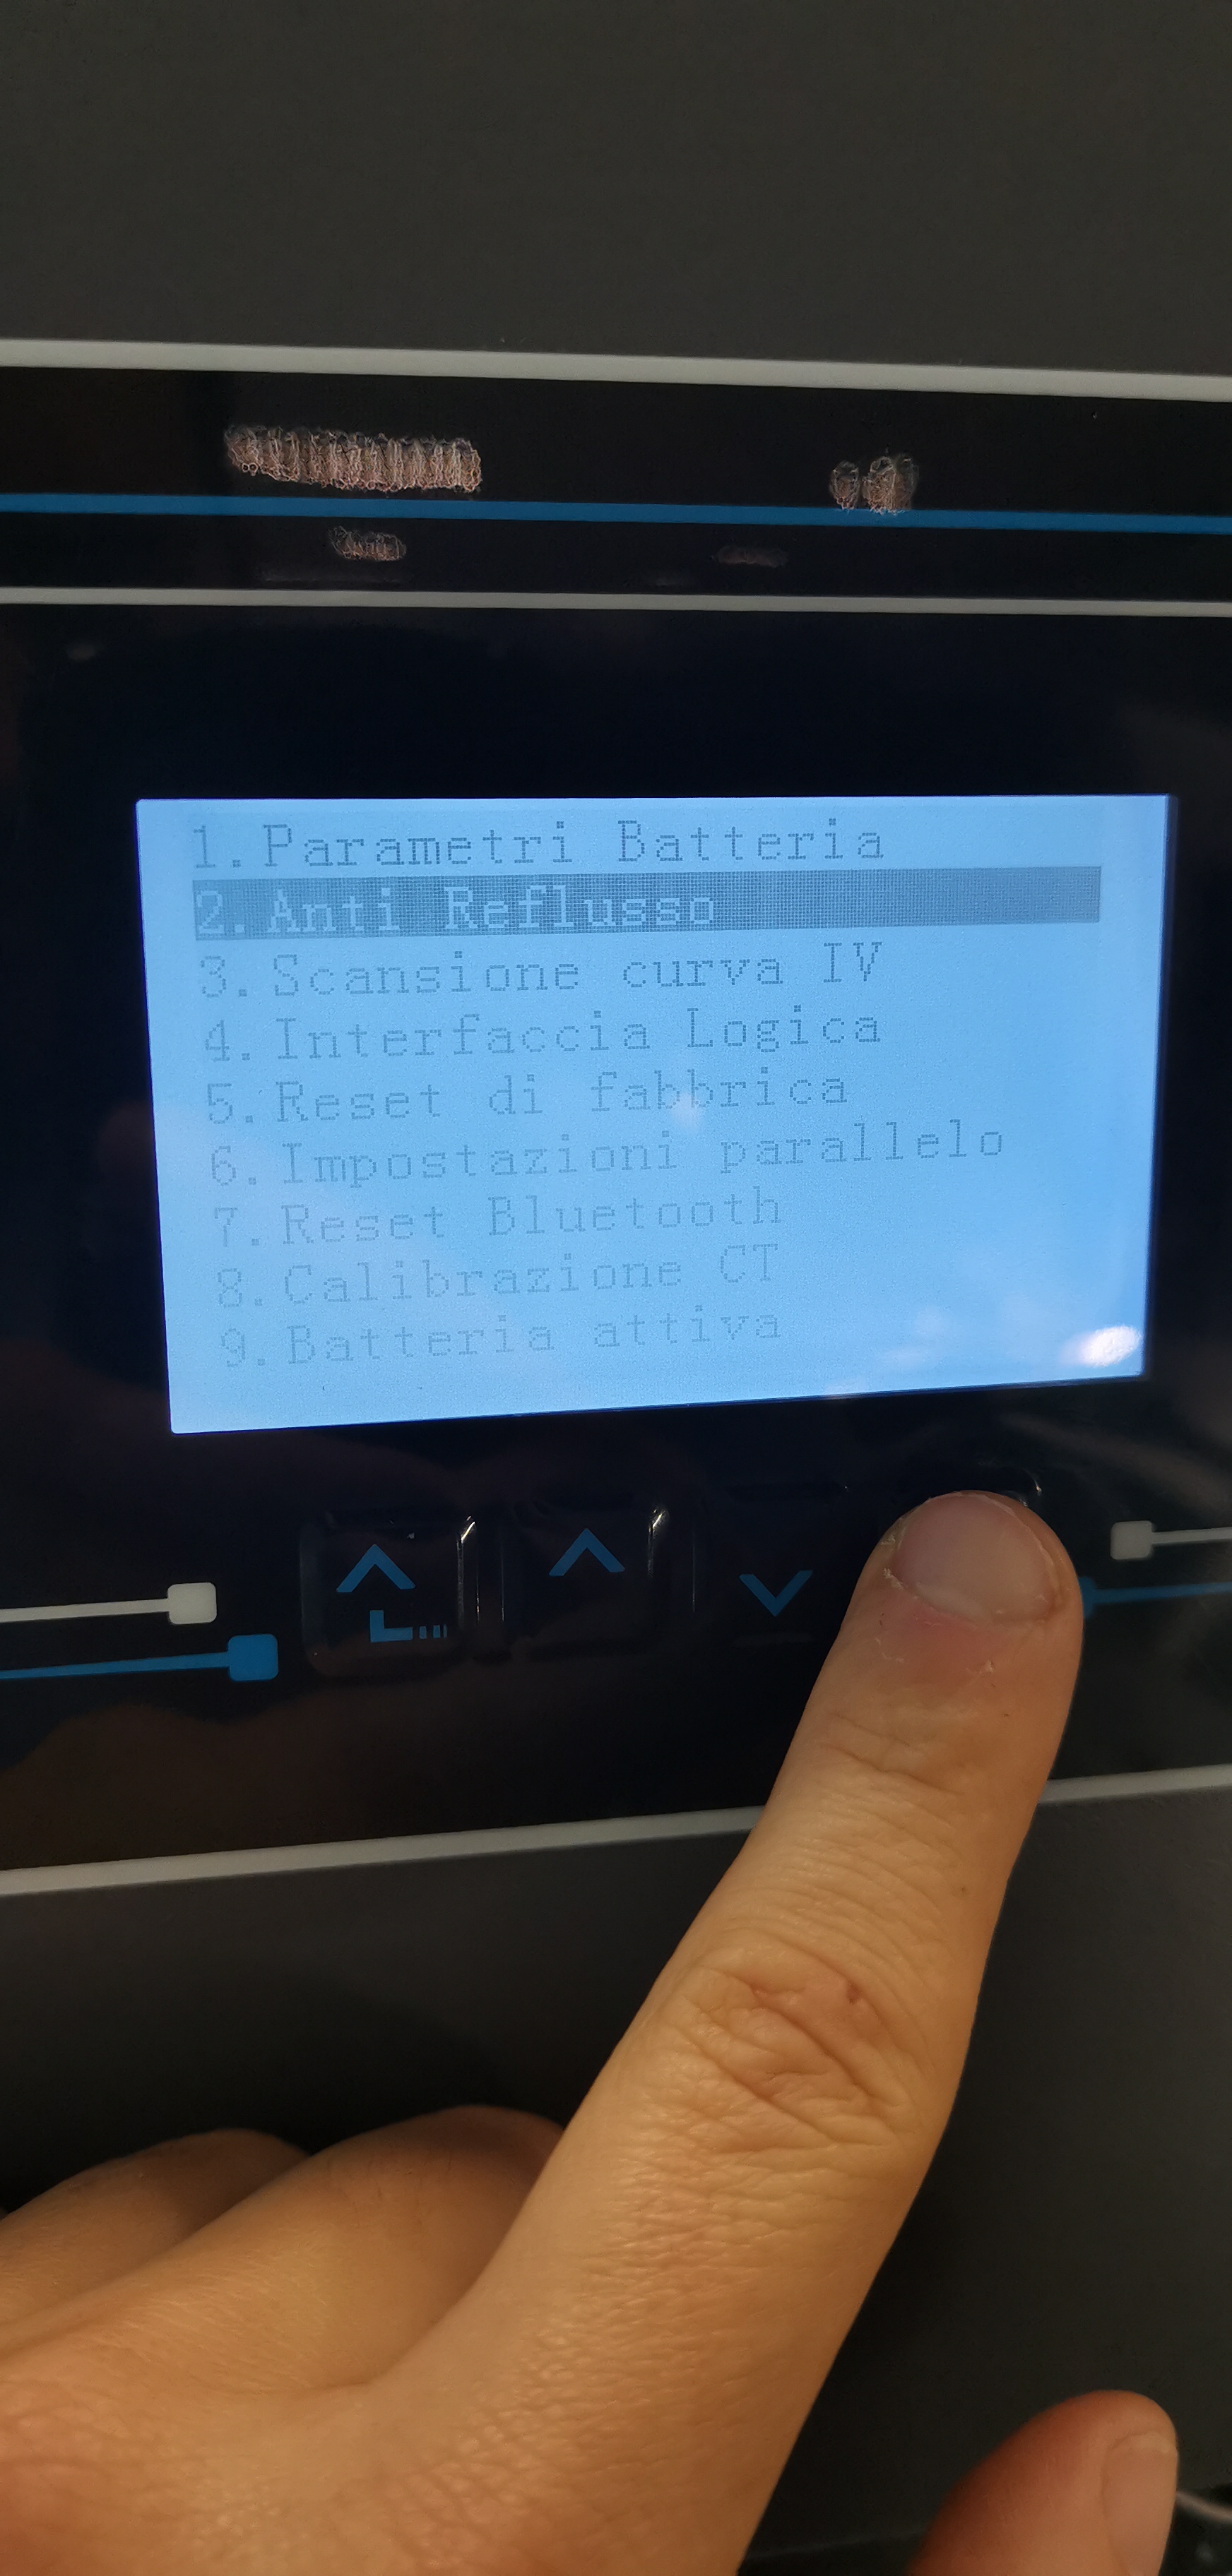 1.Parametri Batteria
2.Anti Reflusso
3.Scansione curva IV
4.Interfaccia Logica
5.Reset di fabbrica
6.Impostazioni parallelo
7.Reset Bluetooth
8.Calibrazione CT
9.Batteria attiva